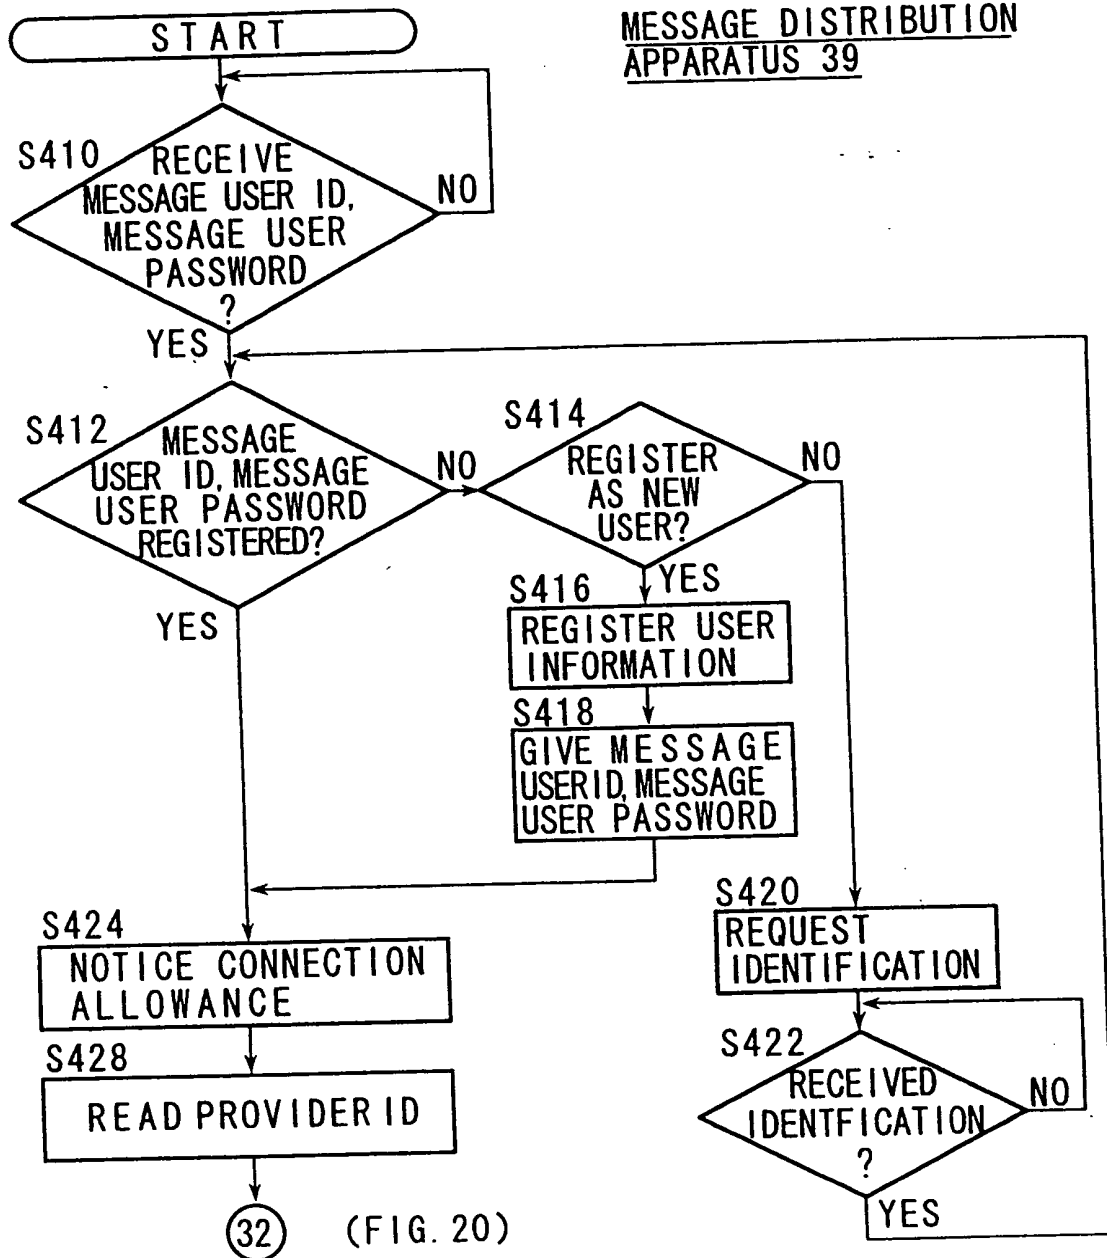 START
MESSAGE DISTRIBUTION
APPARATUS 39
S410
RECEIVE
MESSAGE USER ID,
MESSAGE USER
PASSWORD
?
NO
YES
S412
MESSAGE
USER ID, MESSAGE
USER PASSWORD
REGISTERED?
NO
YES
S414
REGISTER
AS NEW
USER?
NO
YES
S416
REGISTER USER
INFORMATION
S418
GIVE MESSAGE
USERID, MESSAGE
USER PASSWORD
S420
REQUEST
IDENTIFICATION
S422
RECEIVED
IDENTFICATION
?
NO
YES
S424
NOTICE CONNECTION
ALLOWANCE
S428
READ PROVIDER ID
32
(FIG. 20)